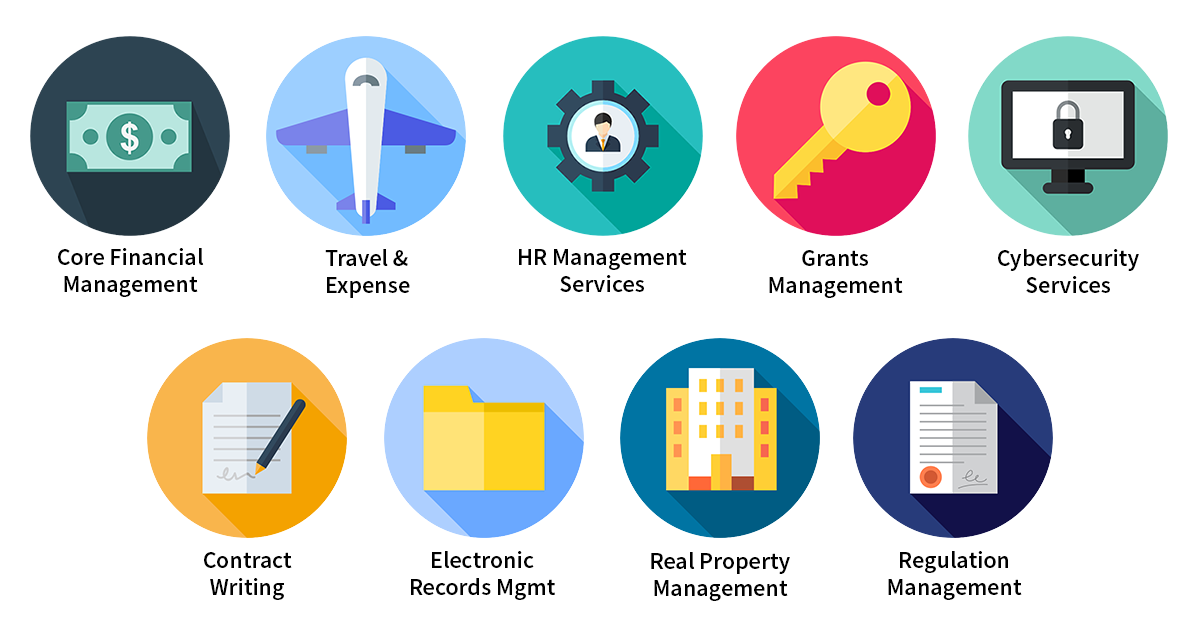 $
Core Financial
Management
Travel &
Expense
HR Management
Services
Grants
Management
Cybersecurity
Services
Contract
Writing
Electronic
Records Mgmt
Real Property
Management
Regulation
Management